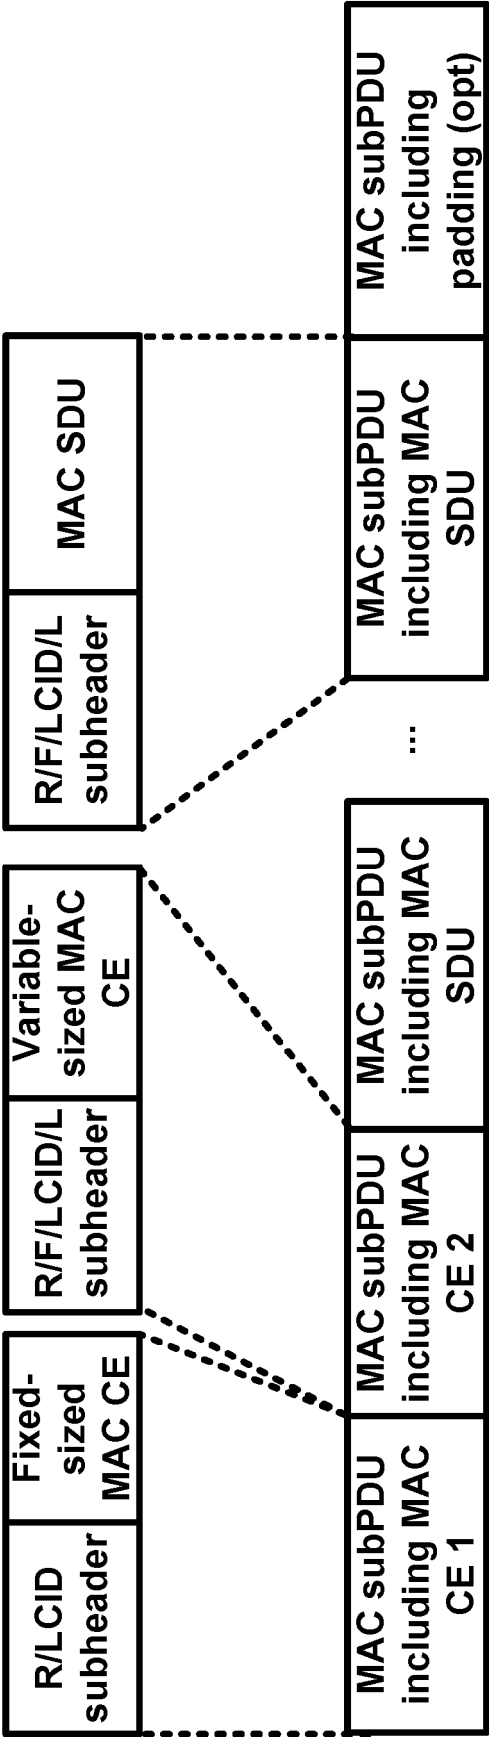 R/LCID
subheader
Fixed-
sized
MAC CE
R/F/LCID/L
subheader
Variable-
sized MAC
CE
R/F/LCID/L
subheader
MAC SDU
MAC subPDU
including MAC
CE 1
MAC subPDU
including MAC
CE 2
MAC subPDU
including MAC
SDU
...
MAC subPDU
including MAC
SDU
MAC subPDU
including
padding (opt)